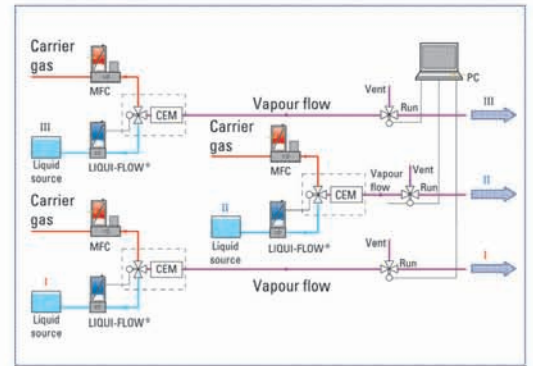 Carrier
gas
MFC
III
Liquid
source
LIQUI-FLOW®
CEM
Vapour flow
Vent
Run
PC
III
Carrier
gas
MFC
II
Liquid
source
LIQUI-FLOW®
CEM
Vapour
flow
Vent
Run
II
Carrier
gas
MFC
I
Liquid
source
LIQUI-FLOW®
CEM
Vapour flow
Vent
Run
I